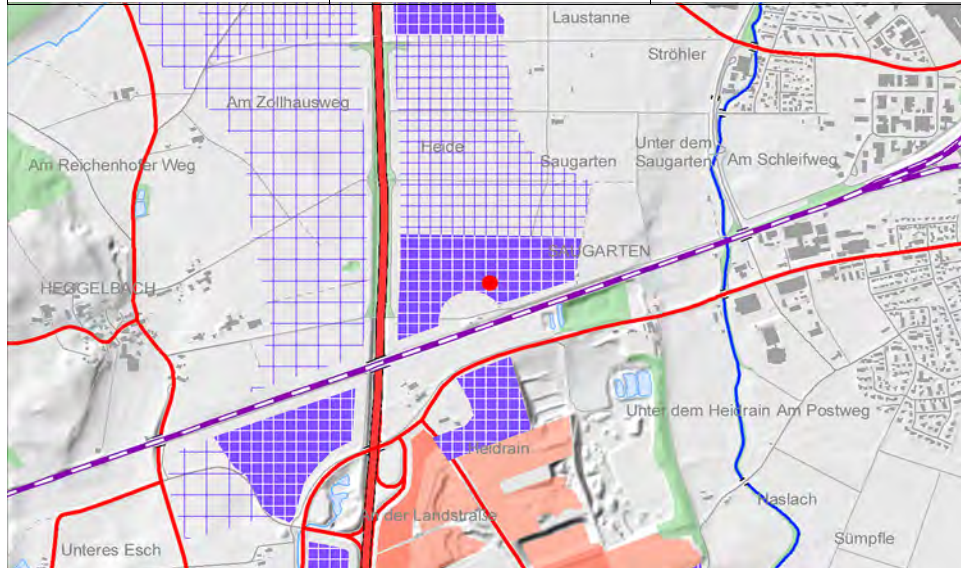 Laustanne
Ströhler
Am Zollhausweg
Heide
Unter dem
Saugarten
Saugarten
Am Schleifweg
Am Reichenhofer Weg
SAUGARTEN
HEGGELBACH
Unter dem Heidrain
Am Postweg
Heidrain
Haslach
An der Landstraße
Sümpfle
Unteres Esch